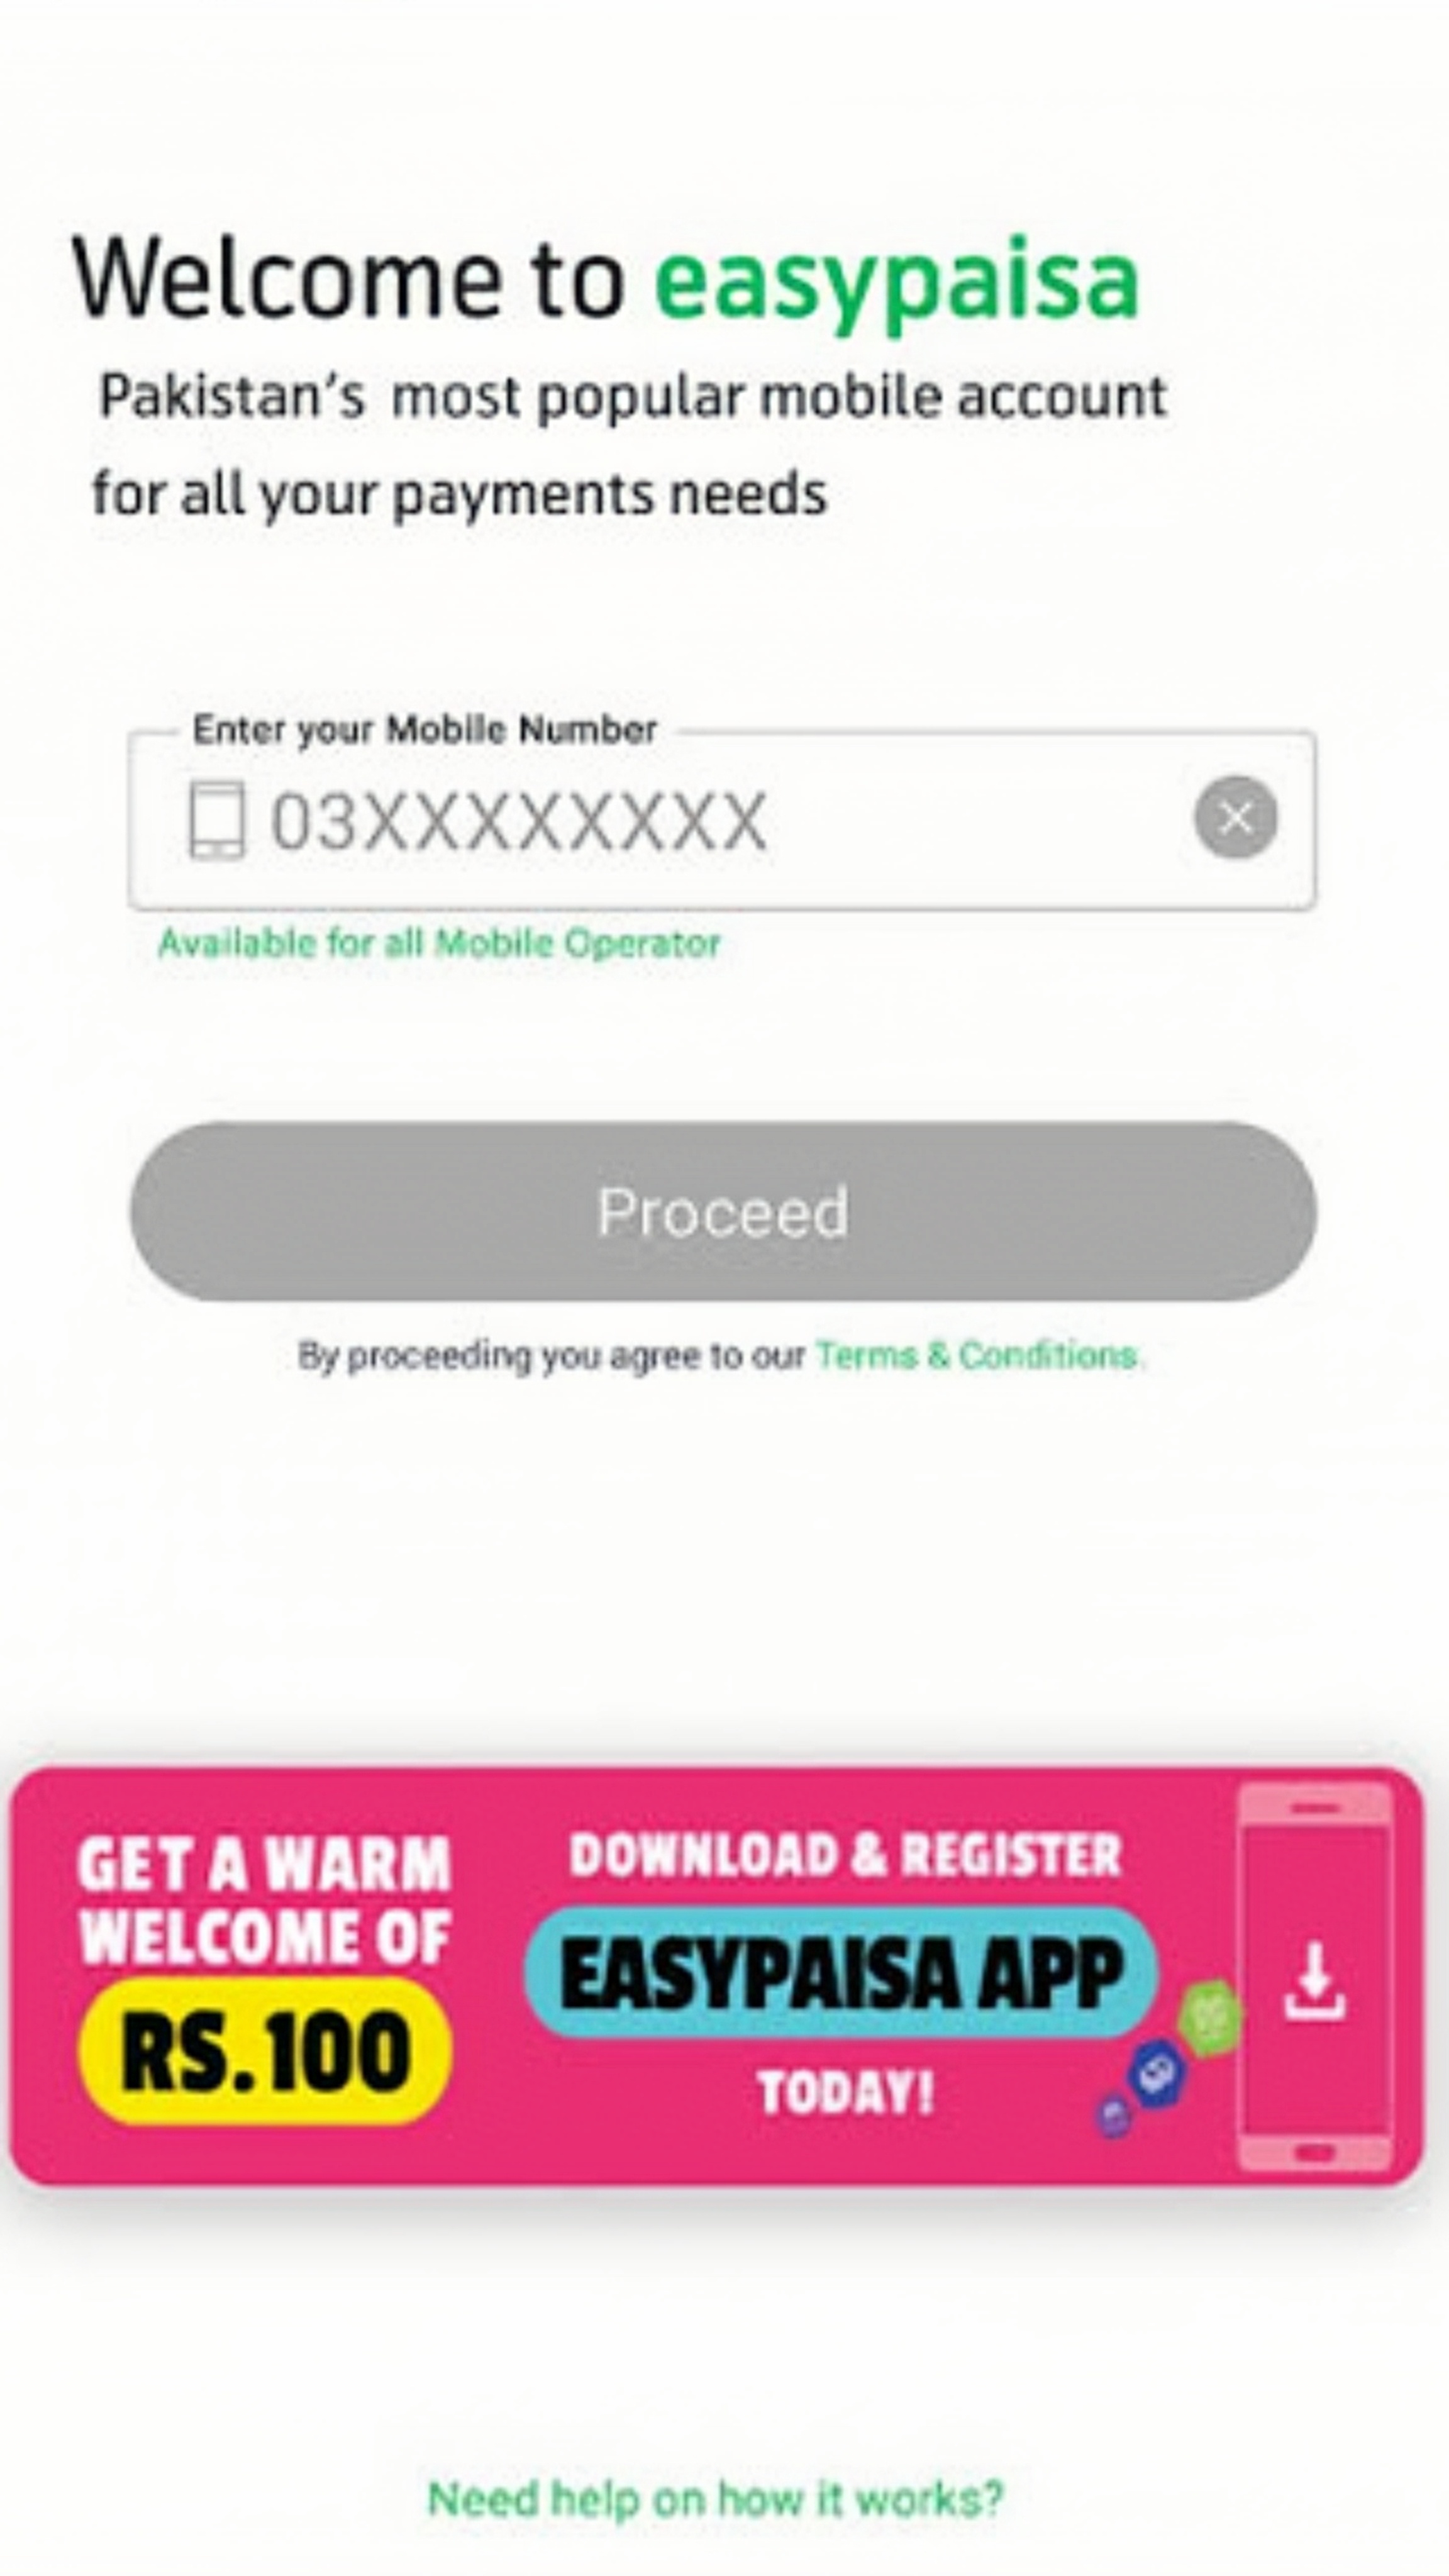 Welcome to easypaisa
Pakistan's most popular mobile account
for all your payments needs
Enter your Mobile Number
03XXXXXXXX
Available for all Mobile Operator
Proceed
By proceeding you agree to our Terms & Conditions.
GET A WARM
WELCOME OF
RS.100
DOWNLOAD & REGISTER
EASYPAISA APP
TODAY!
Need help on how it works?